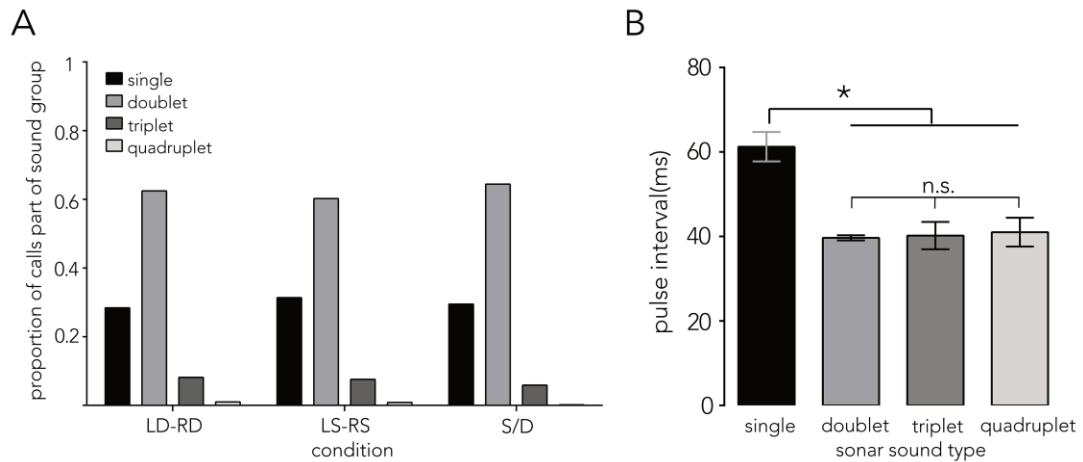 A
proportion of calls part of sound group
1
0.8
0.6
0.4
0.2
single
doublet
triplet
quadruplet
LD-RD
LS-RS
S/D
condition
B
pulse interval(ms)
80
60
40
20
0
*
n.s.
single
doublet
triplet
quadruplet
sonar sound type